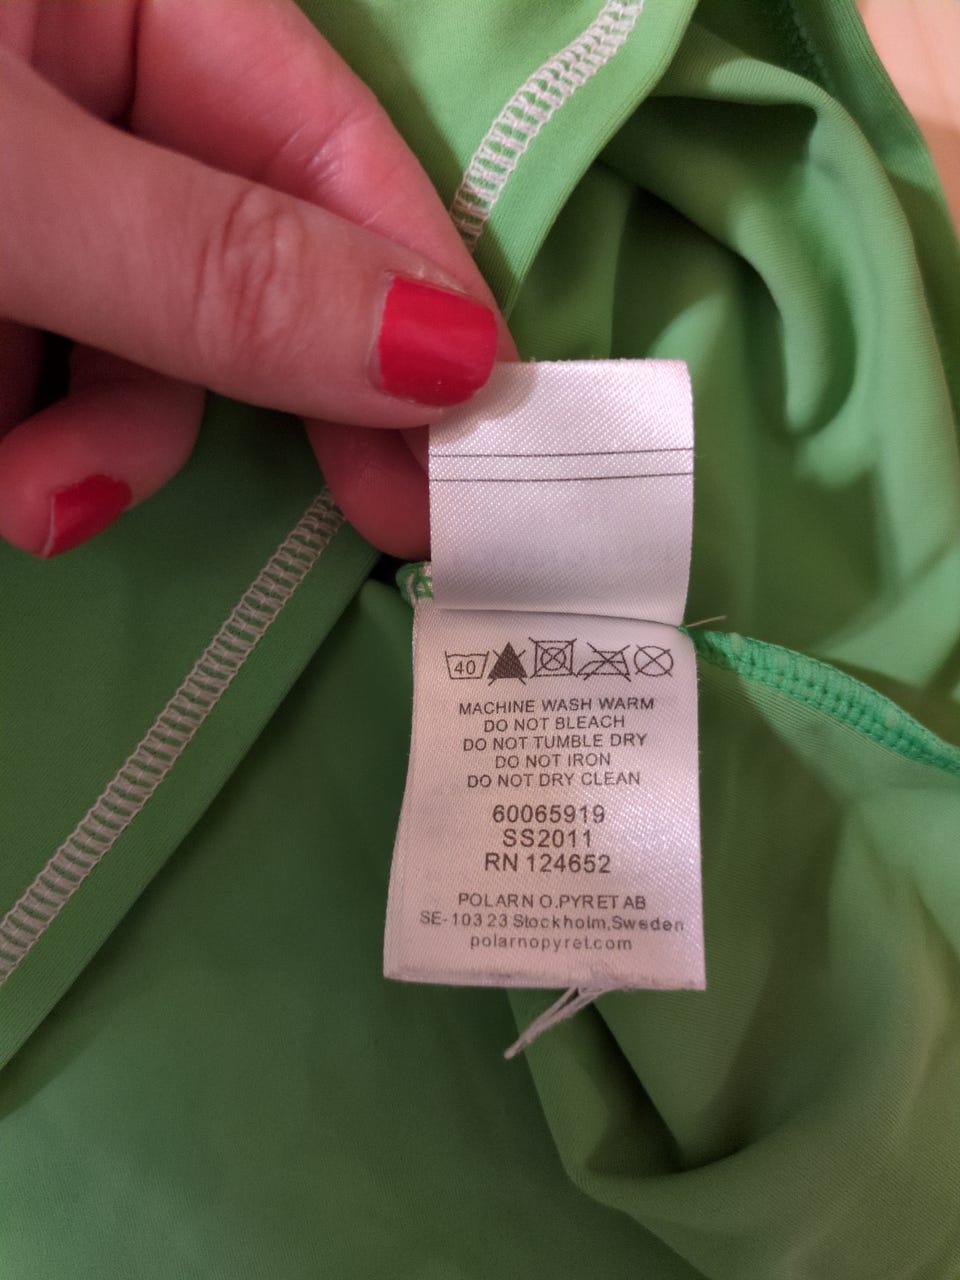 40
MACHINE WASH WARM
DO NOT BLEACH
DO NOT TUMBLE DRY
DO NOT IRON
DO NOT DRY CLEAN
60065919
SS2011
RN 124652
POLARN O.PYRET AB
SE-103 23 Stockholm,Sweden
polarnopyret.com